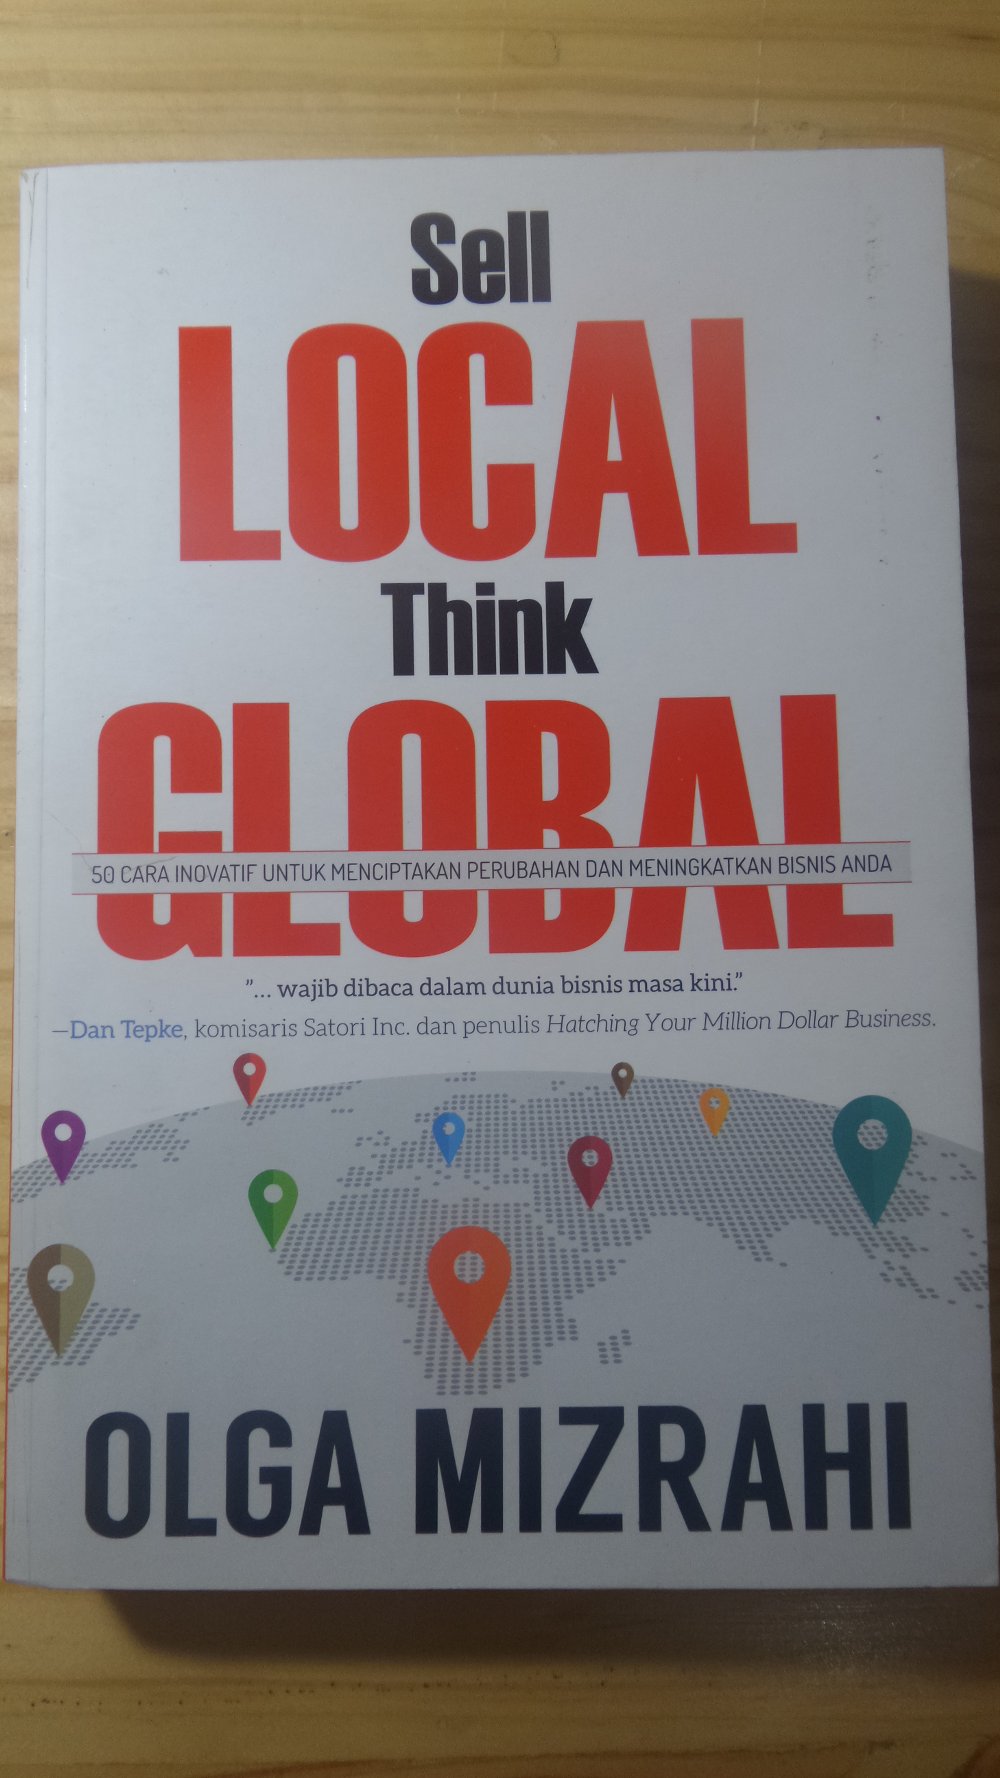 Sell
LOCAL
Think
GLOBAL
50 CARA INOVATIF UNTUK MENCIPTAKAN PERUBAHAN DAN MENINGKATKAN BISNIS ANDA
"... wajib dibaca dalam dunia bisnis masa kini."
—Dan Tepke, komisaris Satori Inc. dan penulis Hatching Your Million Dollar Business.
OLGA MIZRAHI